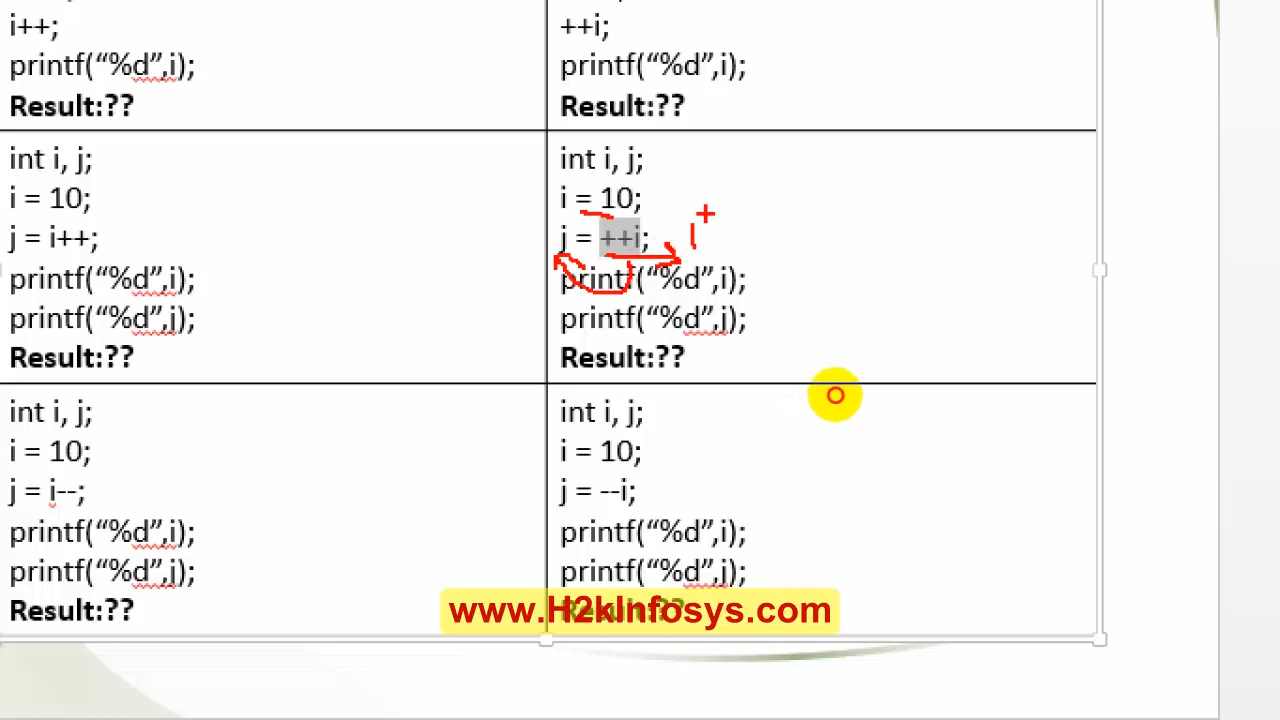 i++;
printf(“%d”,i);
Result:??
++i;
printf(“%d”,i);
Result:??
int i, j;
i = 10;
j = i++;
printf(“%d”,i);
printf(“%d”,j);
Result:??
int i, j;
i = 10;
j = ++i;
printf(“%d”,i);
printf(“%d”,j);
Result:??
int i, j;
i = 10;
j = i--;
printf(“%d”,i);
printf(“%d”,j);
Result:??
int i, j;
i = 10;
j = --i;
printf(“%d”,i);
printf(“%d”,j);
Result:??
www.H2kInfosys.com